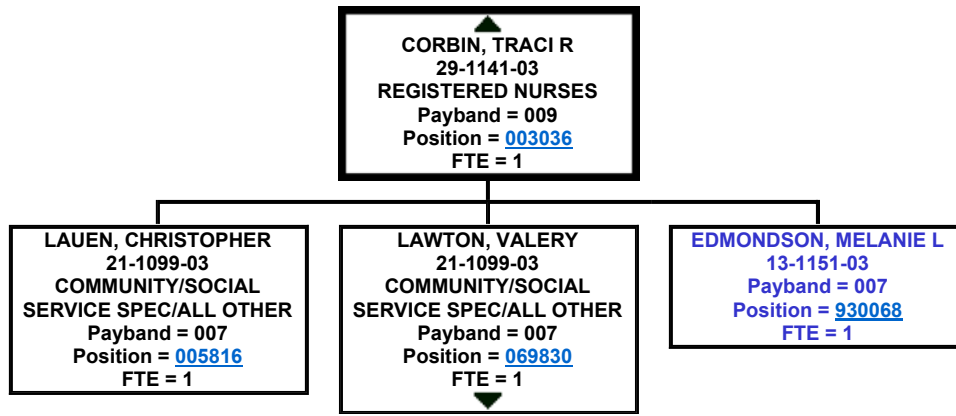 CORBIN, TRACI R
29-1141-03
REGISTERED NURSES
Payband = 009
Position = 003036
FTE = 1
LAUEN, CHRISTOPHER
21-1099-03
COMMUNITY/SOCIAL
SERVICE SPEC/ALL OTHER
Payband = 007
Position = 005816
FTE = 1
LAWTON, VALERY
21-1099-03
COMMUNITY/SOCIAL
SERVICE SPEC/ALL OTHER
Payband = 007
Position = 069830
FTE = 1
EDMONDSON, MELANIE L
13-1151-03
Payband = 007
Position = 930068
FTE = 1